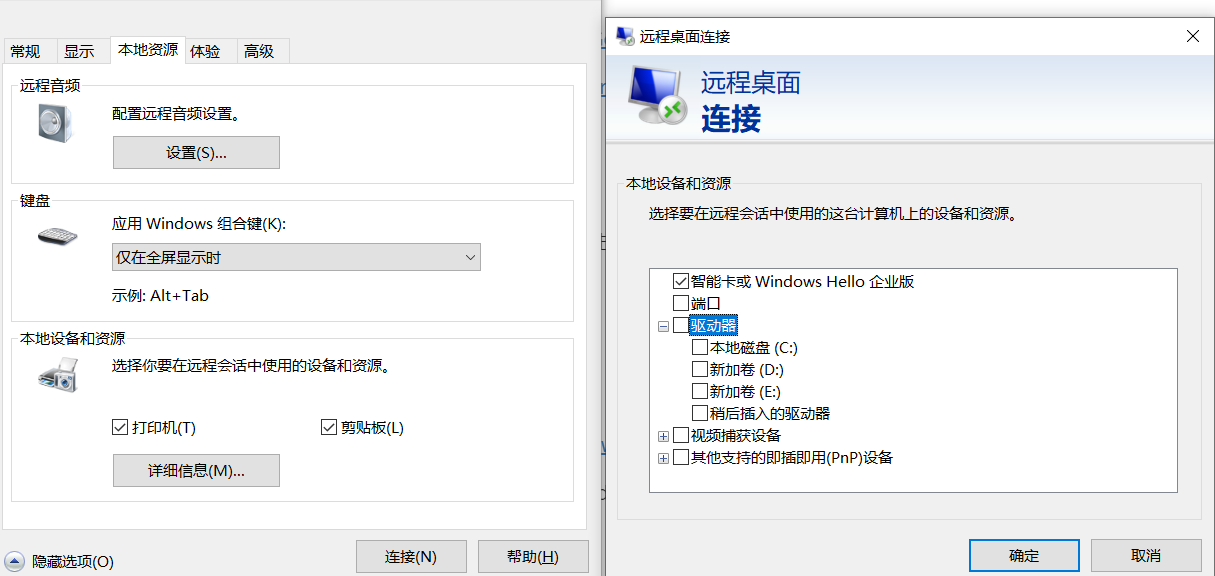 常规 显示 本地资源 体验 高级
远程音频
配置远程音频设置。
设置(S)...
键盘
应用 Windows 组合键(K):
仅在全屏显示时
示例: Alt+Tab
本地设备和资源
选择你要在远程会话中使用的设备和资源。
打印机(T) 剪贴板(L)
详细信息(M)...
隐藏选项(O) 连接(N) 帮助(H)
远程桌面连接
远程桌面
连接
本地设备和资源
选择要在远程会话中使用的这台计算机上的设备和资源。
智能卡或 Windows Hello 企业版
端口
驱动器
本地磁盘 (C:)
新加卷 (D:)
新加卷 (E:)
稍后插入的驱动器
视频捕获设备
其他支持的即插即用(PnP)设备
确定 取消